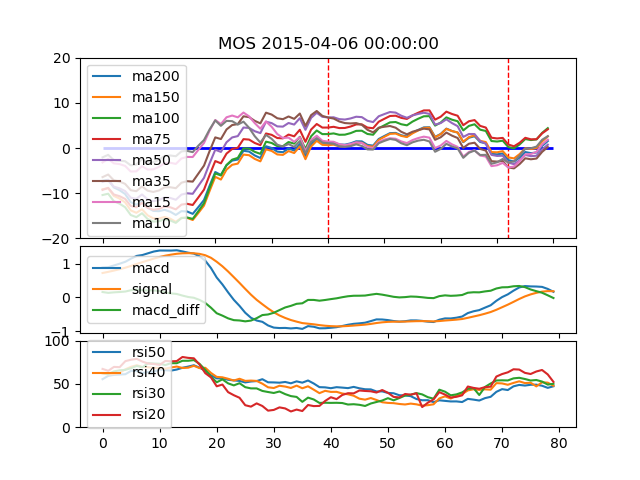 MOS 2015-04-06 00:00:00
20
10
0
−10
−20
ma200
ma150
ma100
ma75
ma50
ma35
ma15
ma10
1
0
−1
macd
signal
macd_diff
100
50
0
rsi50
rsi40
rsi30
rsi20
0 10 20 30 40 50 60 70 80